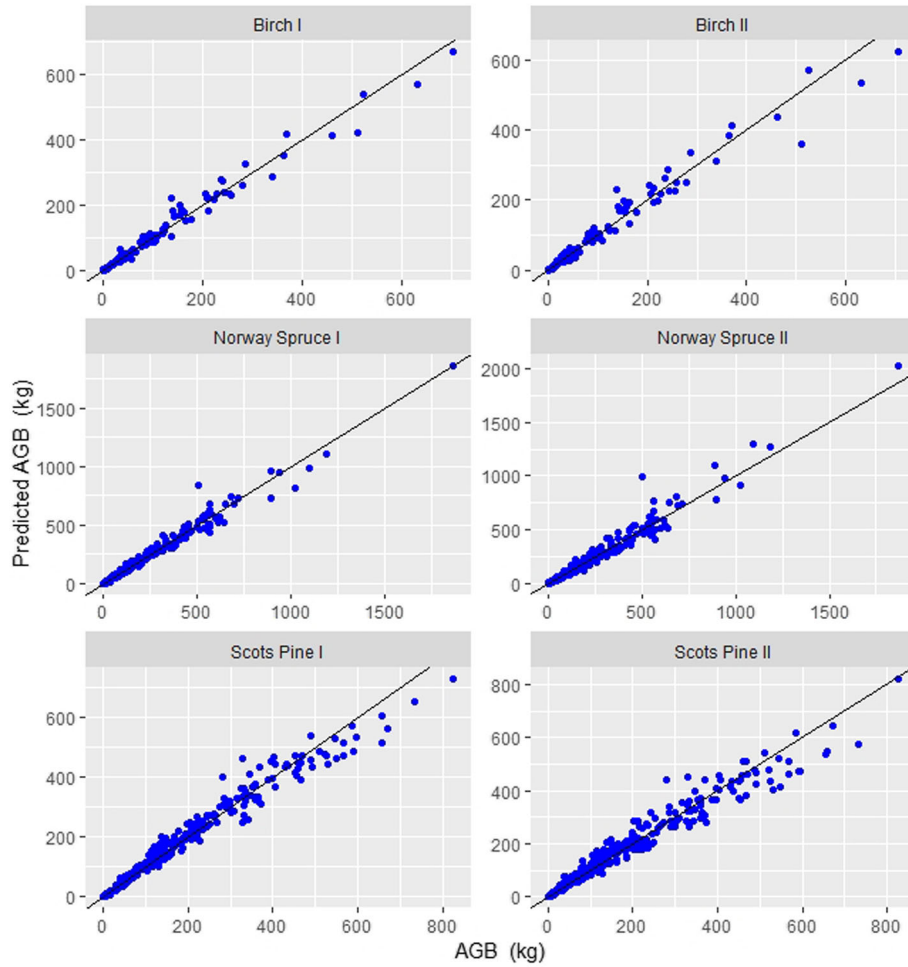 Birch I
Birch II
600
400
200
0
600
400
200
0
0 200 400 600
0 200 400 600
Norway Spruce I
Norway Spruce II
Predicted AGB (kg)
1500
1000
500
0
2000
1500
1000
500
0
0 500 1000 1500
0 500 1000 1500
Scots Pine I
Scots Pine II
600
400
200
0
800
600
400
200
0
0 200 400 600 800
0 200 400 600 800
AGB (kg)